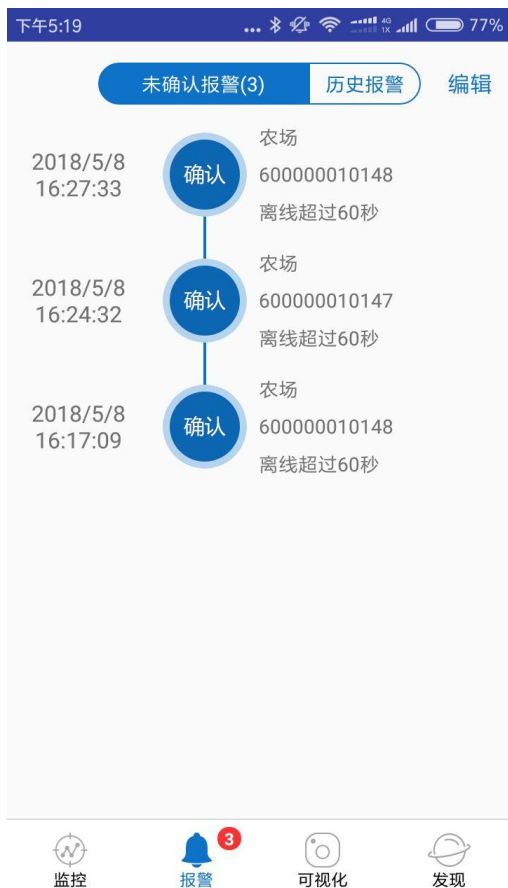 下午5:19
4G
1X
77%
未确认报警(3)
历史报警
编辑
2018/5/8
16:27:33
确认
农场
600000010148
离线超过60秒
2018/5/8
16:24:32
确认
农场
600000010147
离线超过60秒
2018/5/8
16:17:09
确认
农场
600000010148
离线超过60秒
3
监控
报警
可视化
发现